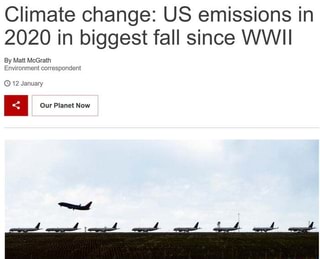 Climate change: US emissions in
2020 in biggest fall since WWII
By Matt McGrath
Environment correspondent
12 January
Our Planet Now